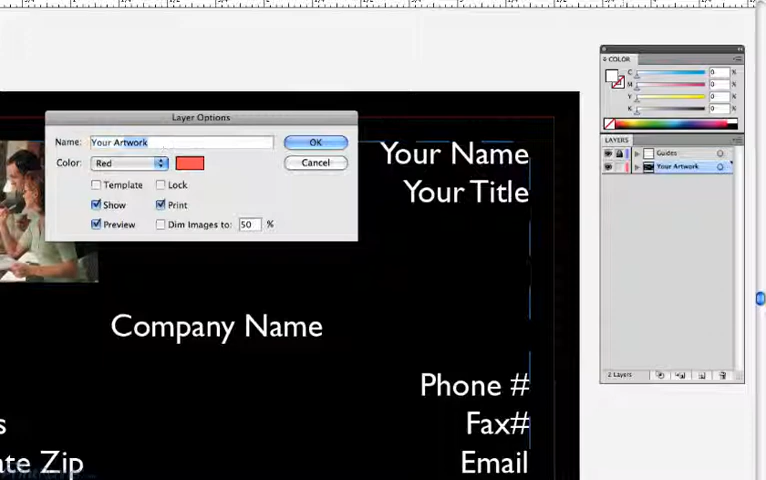 COLOR
C 0 %
M 0 %
Y 0 %
K 0 %
Layer Options
Name: Your Artwork OK
Color: Red Cancel
Template Lock
Show Print
Preview Dim Images to: 50 %
LAYERS
Guides
Your Artwork
2 Layers
Your Name
Your Title
Company Name
Phone #
s Fax#
ate Zip Email